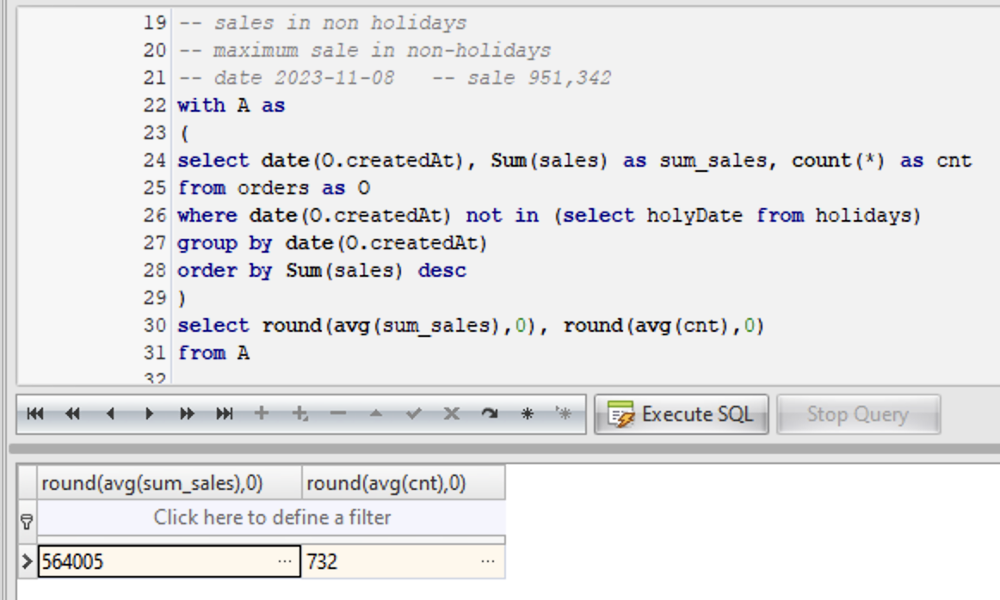 19 -- sales in non holidays
20 -- maximum sale in non-holidays
21 -- date 2023-11-08   -- sale 951,342
22 with A as
23 (
24 select date(O.createdAt), Sum(sales) as sum_sales, count(*) as cnt
25 from orders as O
26 where date(O.createdAt) not in (select holyDate from holidays)
27 group by date(O.createdAt)
28 order by Sum(sales) desc
29 )
30 select round(avg(sum_sales),0), round(avg(cnt),0)
31 from A
32
Execute SQL Stop Query
round(avg(sum_sales),0) round(avg(cnt),0)
Click here to define a filter
564005 ... 732 ...